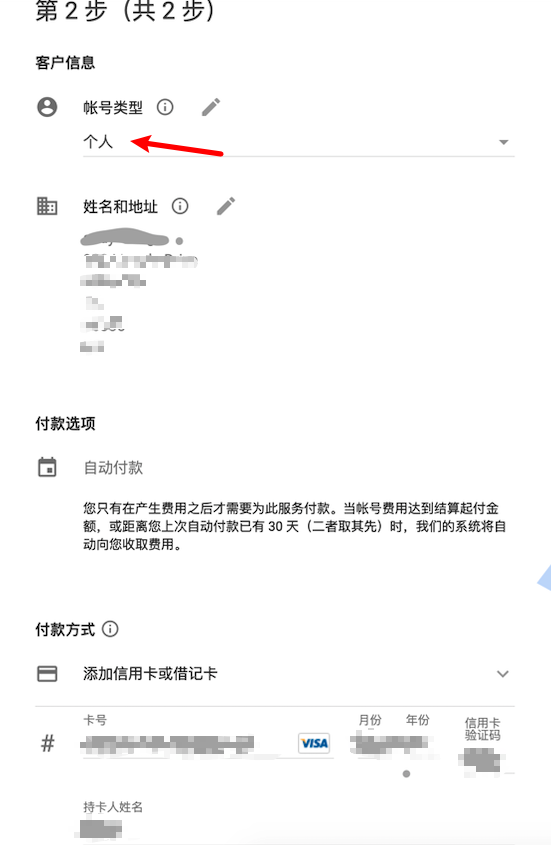 第 2 步（共 2 步）
客户信息
帐号类型
个人
姓名和地址
付款选项
自动付款
您只有在产生费用之后才需要为此服务付款。当帐号费用达到结算起付金
额，或距离您上次自动付款已有 30 天（二者取其先）时，我们的系统将自
动向您收取费用。
付款方式
添加信用卡或借记卡
卡号 月份 年份 信用卡
验证码
# VISA
持卡人姓名